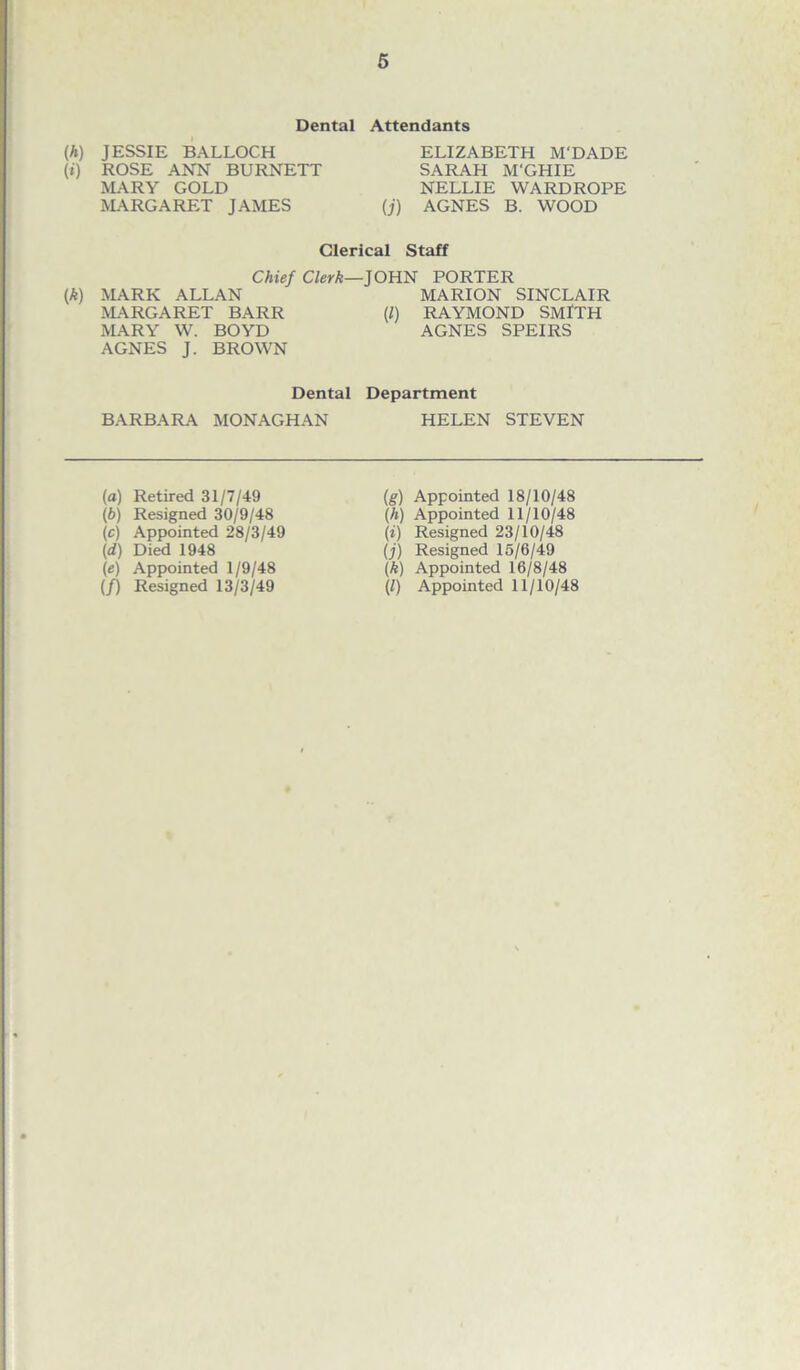 5
Dental Attendants
(h) JESSIE BALLOCH ELIZABETH M‘DADE
(i) ROSE ANN BURNETT SARAH M‘GHIE
MARY GOLD NELLIE WARDROPE
MARGARET JAMES (j) AGNES B. WOOD
Clerical Staff
Chief Clerk—JOHN PORTER
(k) MARK ALLAN MARION SINCLAIR
MARGARET BARR (l) RAYMOND SMITH
MARY W. BOYD AGNES SPEIRS
AGNES J. BROWN
Dental Department
BARBARA MONAGHAN HELEN STEVEN
(a) Retired 31/7/49 (g) Appointed 18/10/48
(b) Resigned 30/9/48 (h) Appointed 11/10/48
(c) Appointed 28/3/49 (i) Resigned 23/10/48
(d) Died 1948 (j) Resigned 15/6/49
(e) Appointed 1/9/48 (k) Appointed 16/8/48
(f) Resigned 13/3/49 (l) Appointed 11/10/48